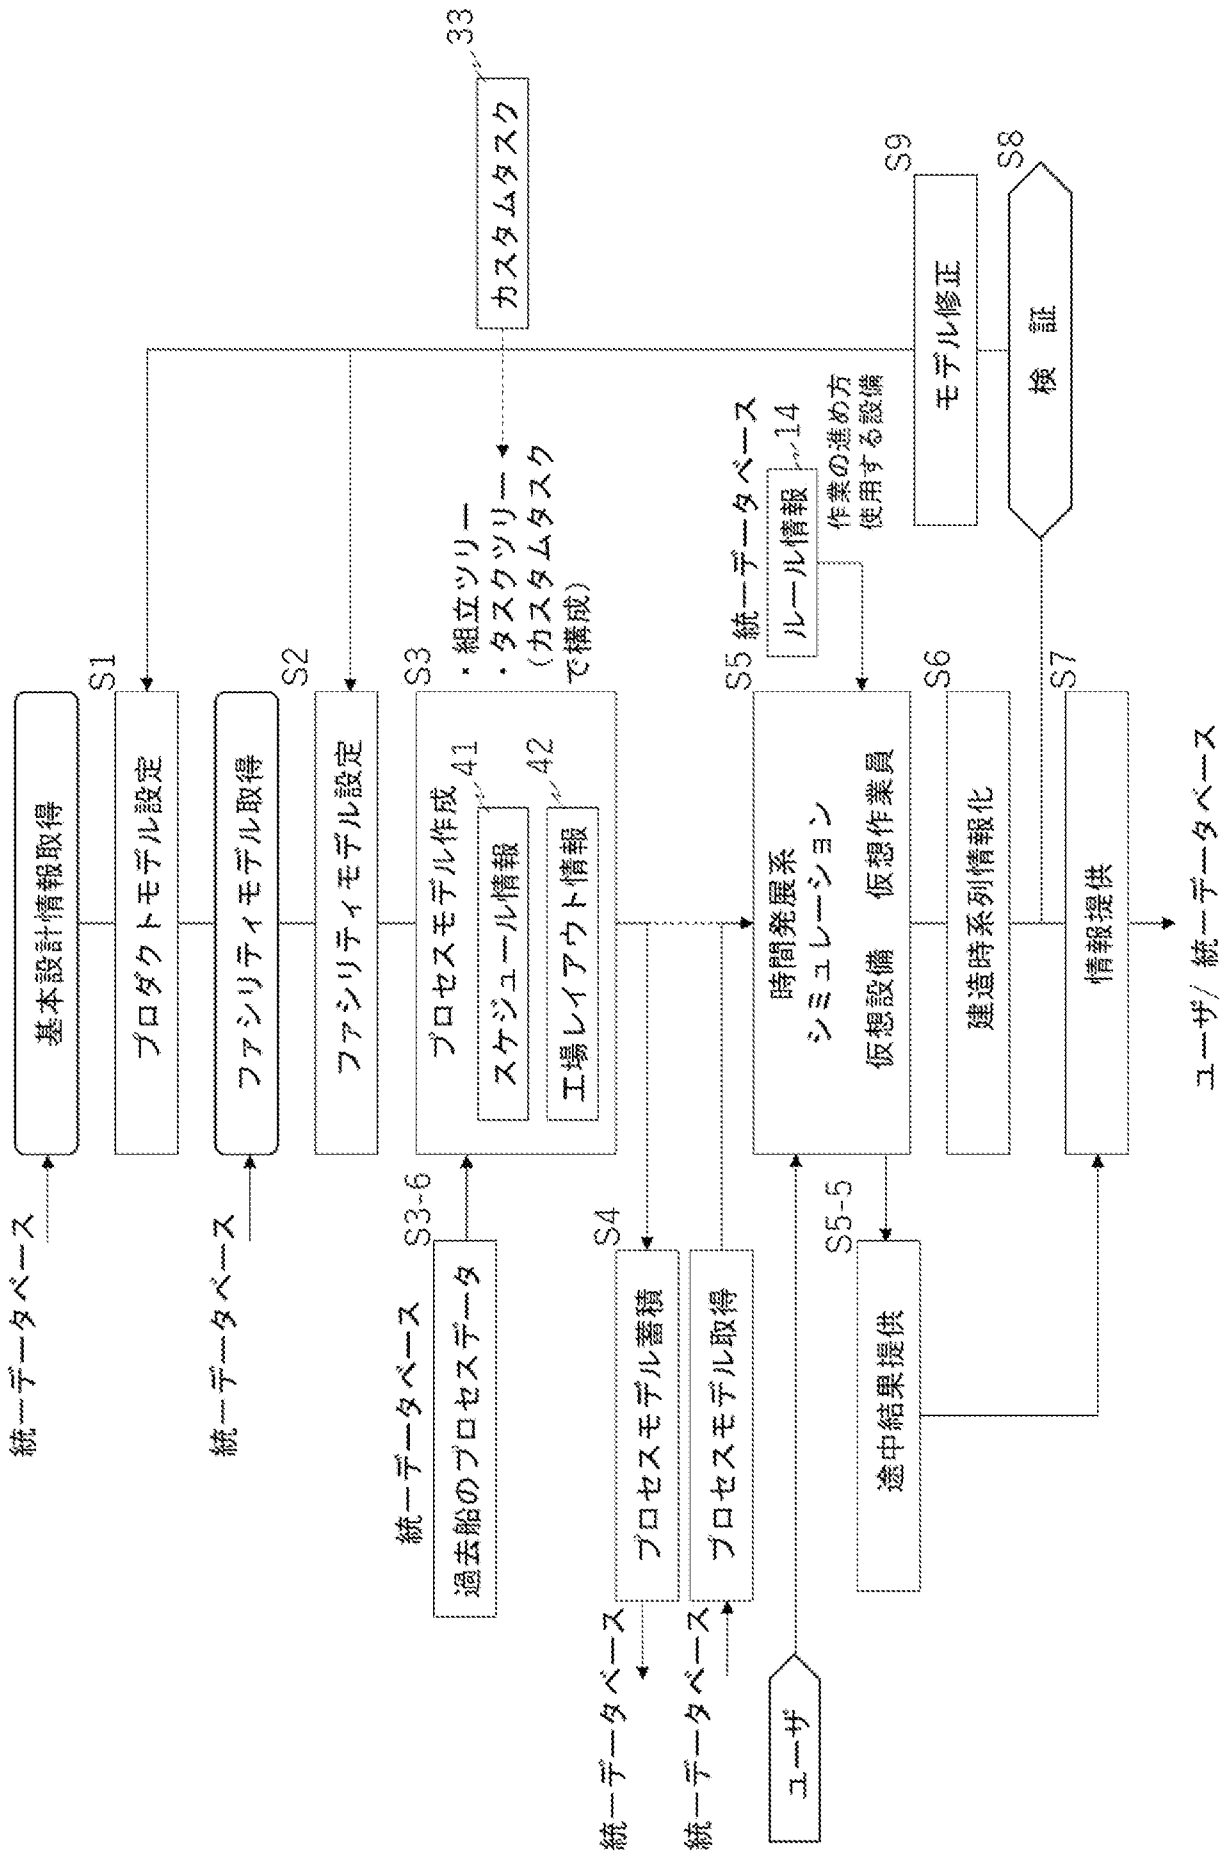 統一データベース
基本設計情報取得
S1
プロダクトモデル設定
統一データベース
ファシリティモデル取得
S2
ファシリティモデル設定
S3
プロセスモデル作成
41
スケジュール情報
42
工場レイアウト情報
・組立ツリー
・タスクツリー
（カスタムタスク
で構成）
33
カスタムタスク
統一データベース
S3-6
過去船のプロセスデータ
S4
プロセスモデル蓄積
統一データベース
プロセスモデル取得
統一データベース
ユーザ
S5
時間発展系
シミュレーション
仮想設備 仮想作業員
統一データベース
ルール情報
14
作業の進め方
使用する設備
S5-5
途中結果提供
S6
建造時系列情報化
S7
情報提供
ユーザ/ 統一データベース
S9
モデル修正
S8
検 証